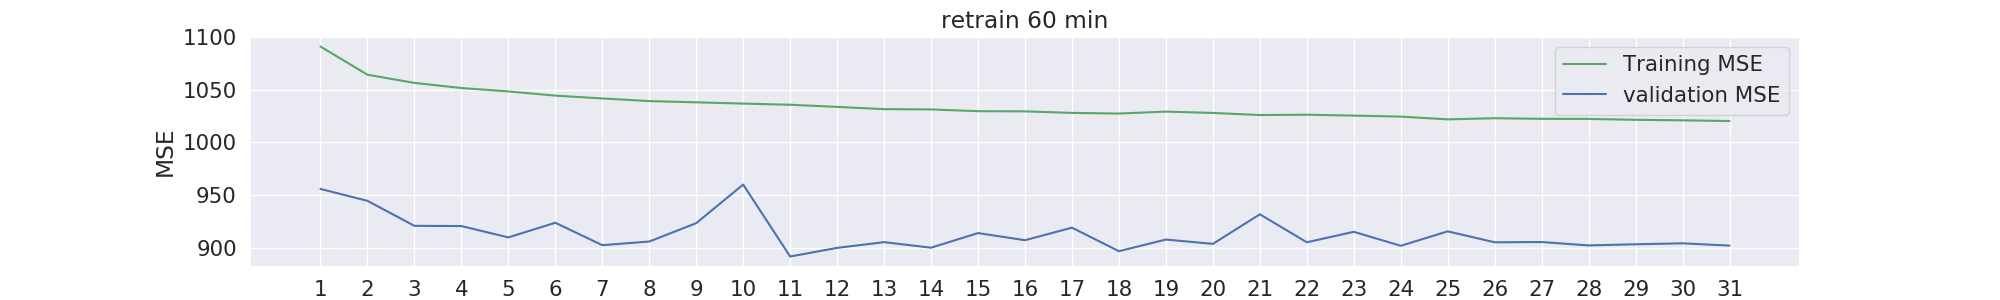 retrain 60 min
1100
1050
1000
950
900
MSE
Training MSE
validation MSE
1 2 3 4 5 6 7 8 9 10 11 12 13 14 15 16 17 18 19 20 21 22 23 24 25 26 27 28 29 30 31